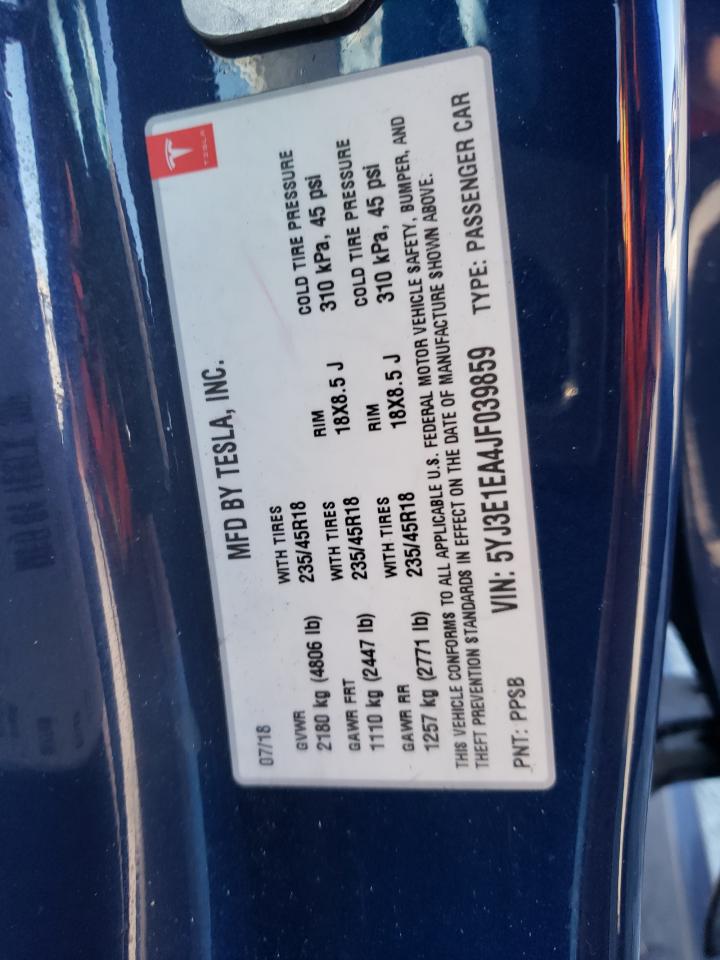 TESLA
MFD BY TESLA, INC.
07/18
GVWR WITH TIRES RIM COLD TIRE PRESSURE
2180 kg (4806 lb) 235/45R18 18X8.5 J 310 kPa, 45 psi
GAWR FRT WITH TIRES RIM COLD TIRE PRESSURE
1110 kg (2447 lb) 235/45R18 18X8.5 J 310 kPa, 45 psi
GAWR RR WITH TIRES
1257 kg (2771 lb) 235/45R18
THIS VEHICLE CONFORMS TO ALL APPLICABLE U.S. FEDERAL MOTOR VEHICLE SAFETY, BUMPER, AND
THEFT PREVENTION STANDARDS IN EFFECT ON THE DATE OF MANUFACTURE SHOWN ABOVE.
PNT: PPSB VIN: 5YJ3E1EA4JF039859 TYPE: PASSENGER CAR